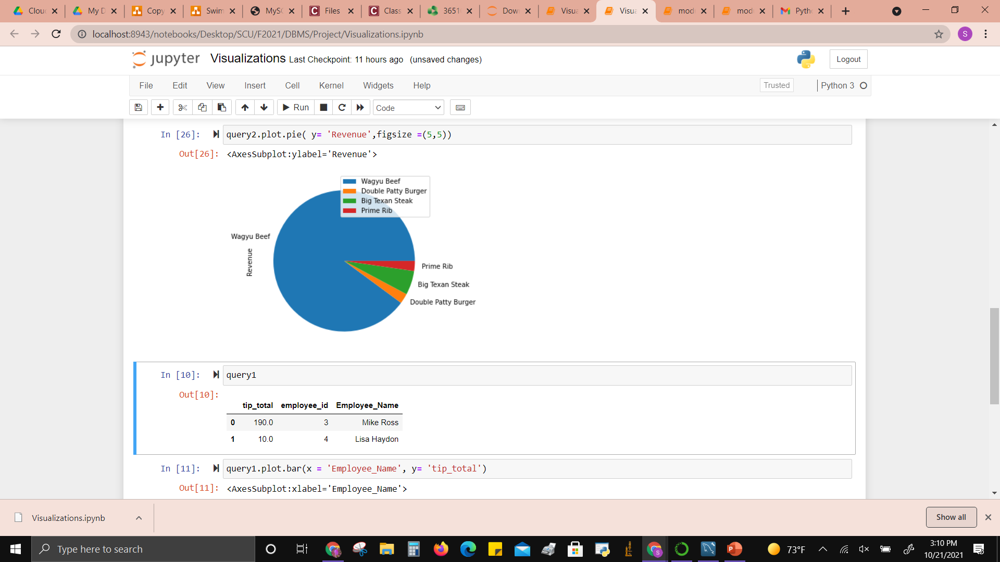 Clou
My D
Copy
Swim
MySQ
Files
Class
3651
Dow
Visua
Visua
mod
mod
Pyth
localhost:8943/notebooks/Desktop/SCU/F2021/DBMS/Project/Visualizations.ipynb
S
jupyter Visualizations Last Checkpoint: 11 hours ago (unsaved changes)
Logout
File Edit View Insert Cell Kernel Widgets Help
Trusted
Python 3
Run
Code
In [26]: query2.plot.pie( y= 'Revenue',figsize =(5,5))
Out[26]: <AxesSubplot:ylabel='Revenue'>
Wagyu Beef
Double Patty Burger
Big Texan Steak
Prime Rib
Wagyu Beef
Revenue
Prime Rib
Big Texan Steak
Double Patty Burger
In [10]: query1
Out[10]:
tip_total employee_id Employee_Name
0 190.0 3 Mike Ross
1 10.0 4 Lisa Haydon
In [11]: query1.plot.bar(x = 'Employee_Name', y= 'tip_total')
Out[11]: <AxesSubplot:xlabel='Employee_Name'>
Visualizations.ipynb
Show all
Type here to search
73°F
3:10 PM
10/21/2021